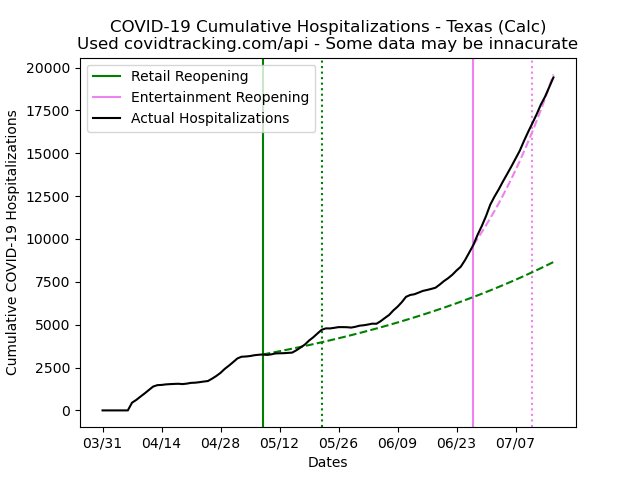 COVID-19 Cumulative Hospitalizations - Texas (Calc)
Used covidtracking.com/api - Some data may be innacurate
Retail Reopening
Entertainment Reopening
Actual Hospitalizations
Cumulative COVID-19 Hospitalizations
20000
17500
15000
12500
10000
7500
5000
2500
0
03/31 04/14 04/28 05/12 05/26 06/09 06/23 07/07
Dates